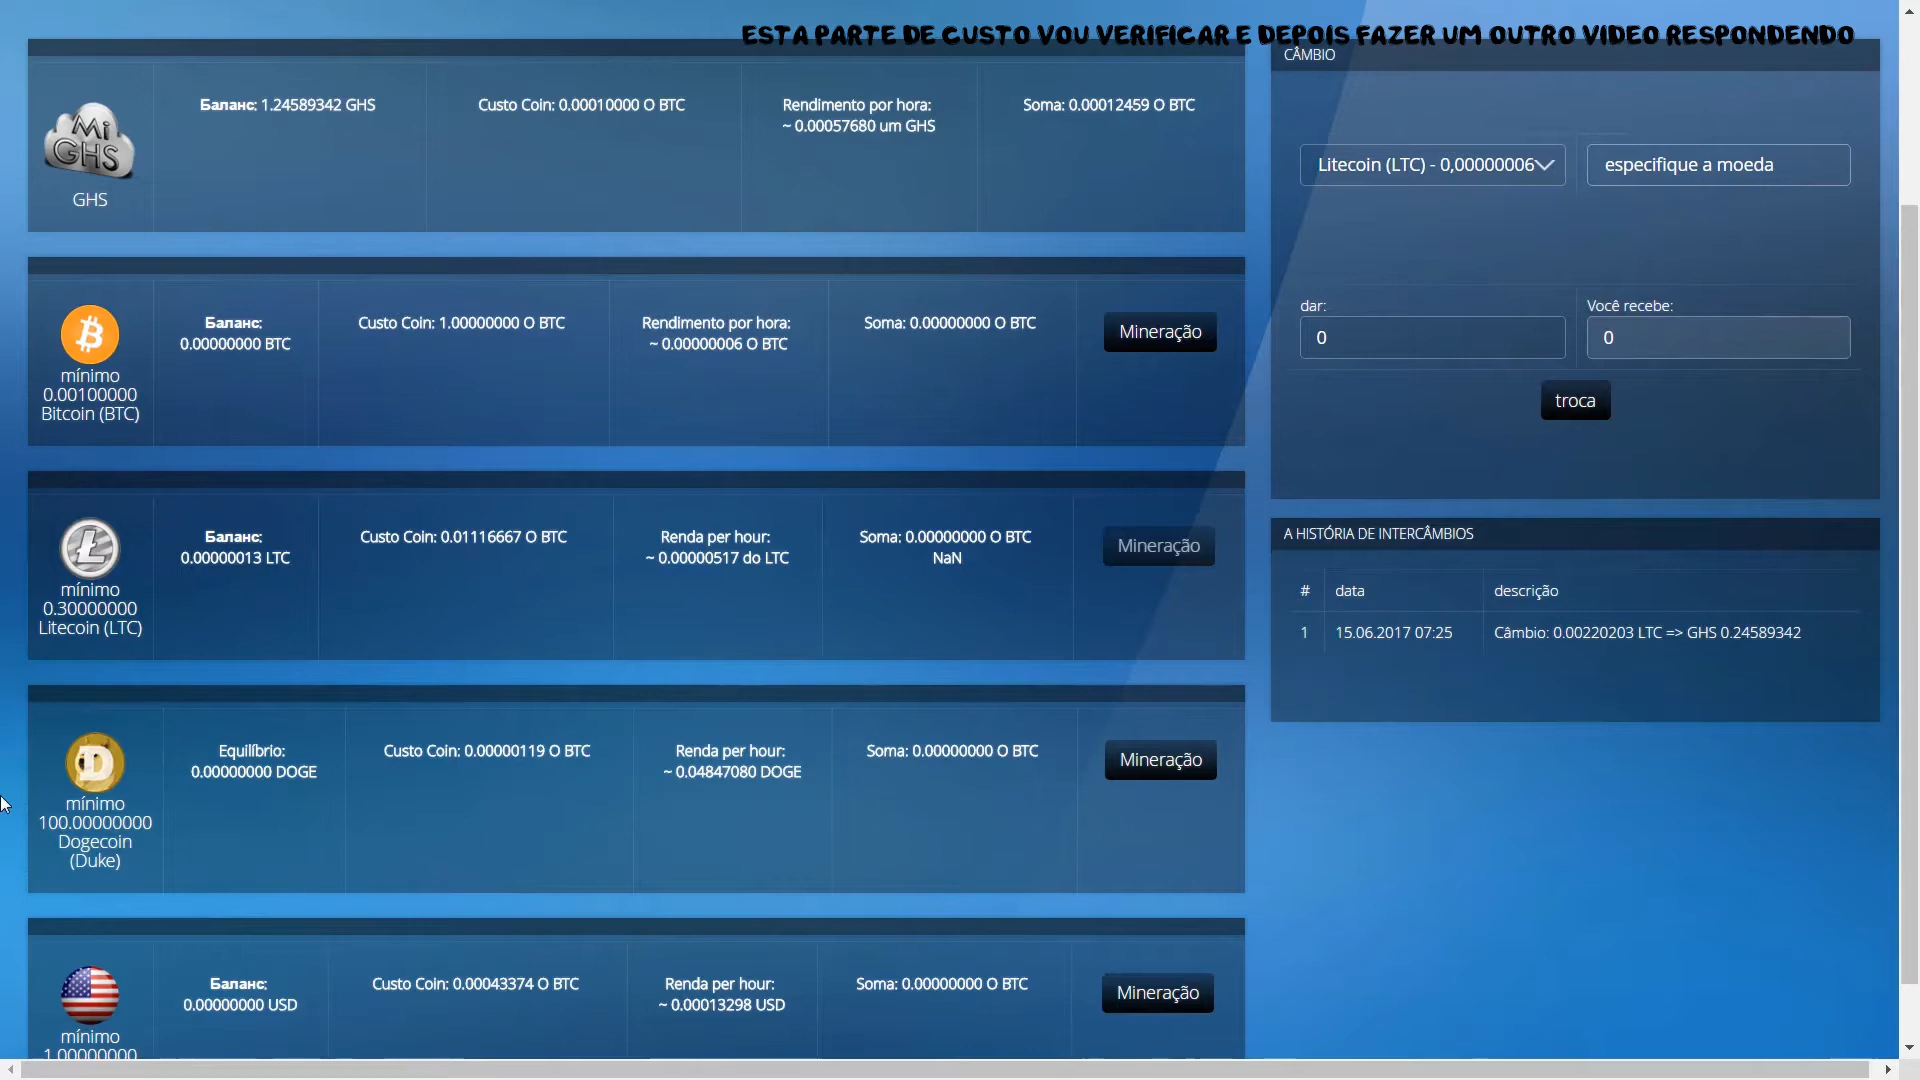 ESTA PARTE DE CUSTO VOU VERIFICAR E DEPOIS FAZER UM OUTRO VIDEO RESPONDENDO
Mi
GHS
GHS
Баланс: 1.24589342 GHS
Custo Coin: 0.00010000 O BTC
Rendimento por hora:
~ 0.00057680 um GHS
Soma: 0.00012459 O BTC
mínimo
0.00100000
Bitcoin (BTC)
Баланс:
0.00000000 BTC
Custo Coin: 1.00000000 O BTC
Rendimento por hora:
~ 0.00000006 O BTC
Soma: 0.00000000 O BTC
Mineração
mínimo
0.30000000
Litecoin (LTC)
Баланс:
0.00000013 LTC
Custo Coin: 0.01116667 O BTC
Renda per hour:
~ 0.00000517 do LTC
Soma: 0.00000000 O BTC
NaN
Mineração
mínimo
100.00000000
Dogecoin
(Duke)
Equilíbrio:
0.00000000 DOGE
Custo Coin: 0.00000119 O BTC
Renda per hour:
~ 0.04847080 DOGE
Soma: 0.00000000 O BTC
Mineração
mínimo
1.00000000
Баланс:
0.00000000 USD
Custo Coin: 0.00043374 O BTC
Renda per hour:
~ 0.00013298 USD
Soma: 0.00000000 O BTC
Mineração
CÂMBIO
Litecoin (LTC) - 0,00000006
especifique a moeda
dar:
0
Você recebe:
0
troca
A HISTÓRIA DE INTERCÂMBIOS
# data descrição
1 15.06.2017 07:25 Câmbio: 0.00220203 LTC => GHS 0.24589342